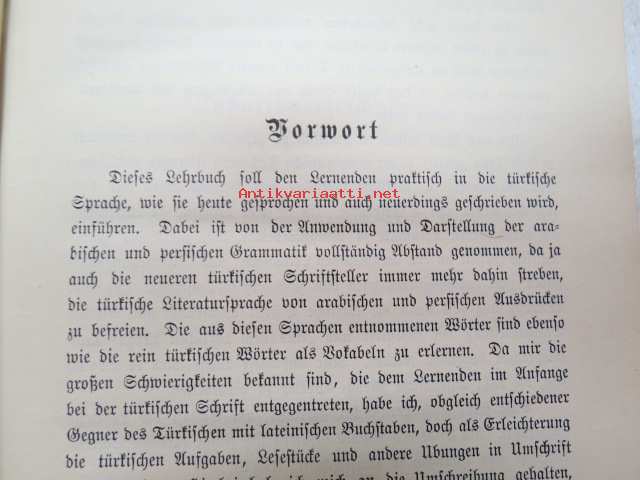 Vorwort
Dieses Lehrbuch soll den Lernenden praktisch in die türkische
Antikvariaatti.net
Sprache, wie sie heute gesprochen und auch neuerdings geschrieben wird,
einführen. Dabei ist von der Anwendung und Darstellung der ara-
bischen und persischen Grammatik vollständig Abstand genommen, da ja
auch die neueren türkischen Schriftsteller immer mehr dahin streben,
die türkische Literatursprache von arabischen und persischen Ausdrücken
zu befreien. Die aus diesen Sprachen entnommenen Wörter sind ebenso
wie die rein türkischen Wörter als Vokabeln zu erlernen. Da mir die
großen Schwierigkeiten bekannt sind, die dem Lernenden im Anfange
bei der türkischen Schrift entgegentreten, habe ich, obgleich entschiedener
Gegner des Türkischen mit lateinischen Buchstaben, doch als Erleichterung
die türkischen Aufgaben, Lesestücke und andere Übungen in Umschrift
mich an die Umschreibung gehalten,